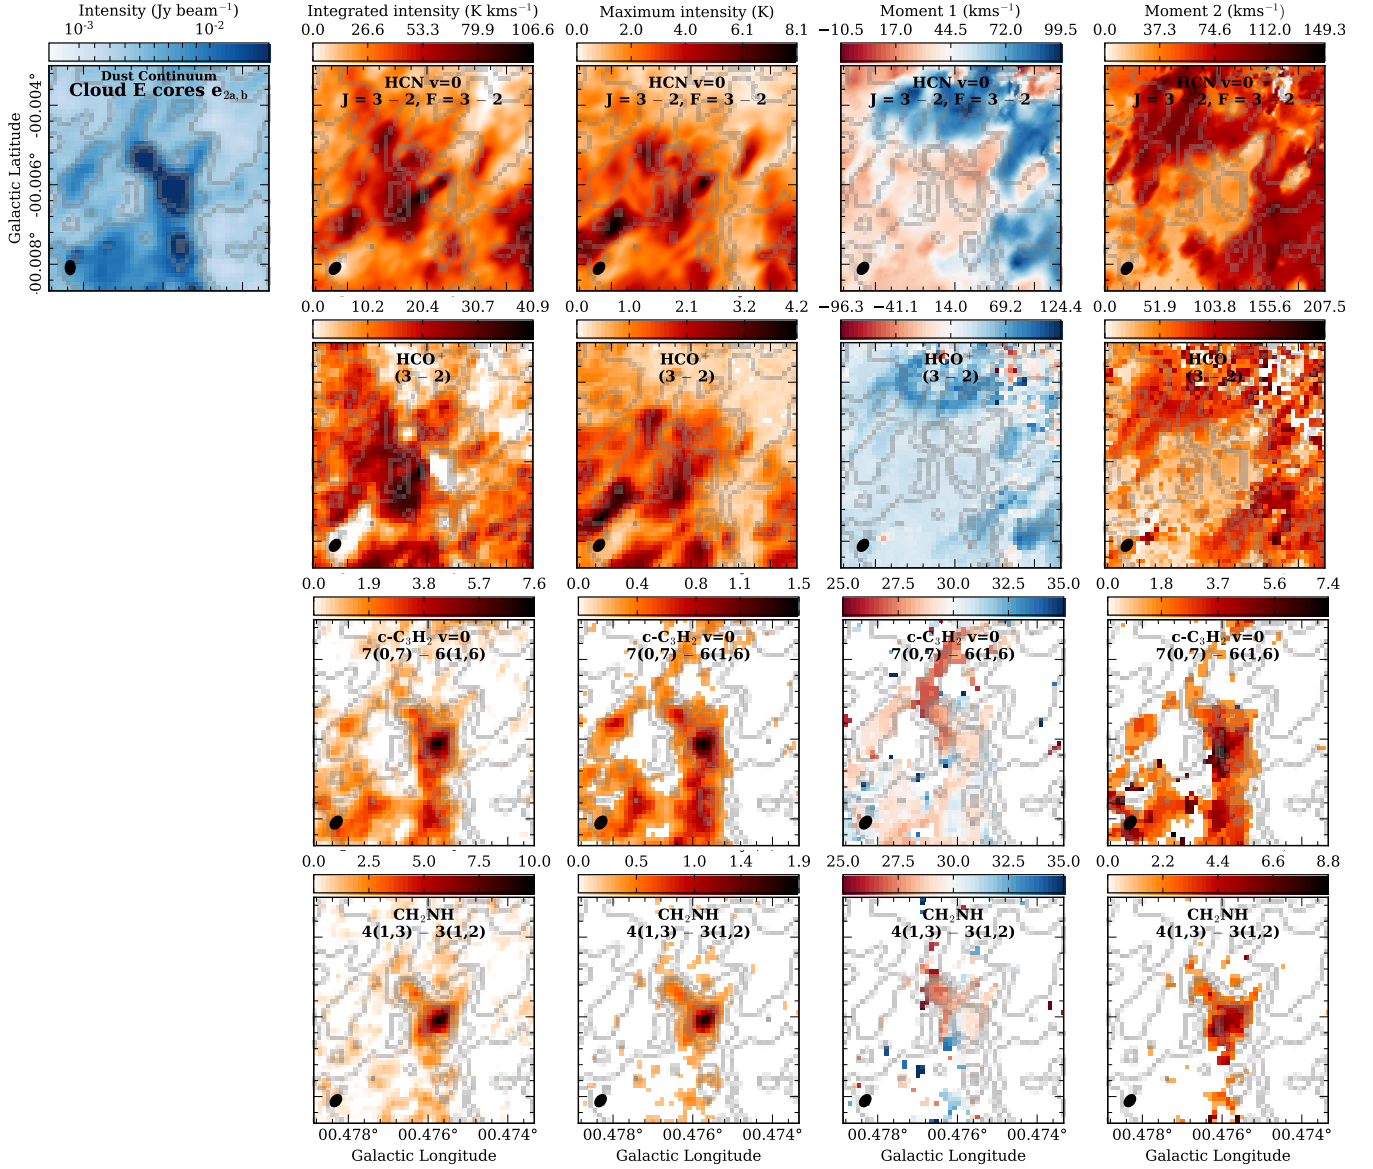 Intensity (Jy beam⁻¹) Integrated intensity (K kms⁻¹) Maximum intensity (K) Moment 1 (kms⁻¹) Moment 2 (kms⁻¹)
10⁻³ 10⁻² 0.0 26.6 53.3 79.9 106.6 0.0 2.0 4.0 6.1 8.1 −10.5 17.0 44.5 72.0 99.5 0.0 37.3 74.6 112.0 149.3
Dust Continuum
Cloud E cores e₂ₐ,b
HCN v=0 HCN v=0 HCN v=0 HCN v=0
J = 3 − 2, F = 3 − 2 J = 3 − 2, F = 3 − 2 J = 3 − 2, F = 3 − 2 J = 3 − 2, F = 3 − 2
Galactic Latitude
-00.004°
-00.006°
-00.008°
0.0 10.2 20.4 30.7 40.9 0.0 1.0 2.1 3.2 4.2 −96.3 −41.1 14.0 69.2 124.4 0.0 51.9 103.8 155.6 207.5
HCO⁺ HCO⁺ HCO⁺ HCO⁺
(3 − 2) (3 − 2) (3 − 2) (3 − 2)
0.0 1.9 3.8 5.7 7.6 0.0 0.4 0.8 1.1 1.5 25.0 27.5 30.0 32.5 35.0 0.0 1.8 3.7 5.6 7.4
c-C₃H₂ v=0 c-C₃H₂ v=0 c-C₃H₂ v=0 c-C₃H₂ v=0
7(0,7) − 6(1,6) 7(0,7) − 6(1,6) 7(0,7) − 6(1,6) 7(0,7) − 6(1,6)
0.0 2.5 5.0 7.5 10.0 0.0 0.5 1.0 1.4 1.9 25.0 27.5 30.0 32.5 35.0 0.0 2.2 4.4 6.6 8.8
CH₂NH CH₂NH CH₂NH CH₂NH
4(1,3) − 3(1,2) 4(1,3) − 3(1,2) 4(1,3) − 3(1,2) 4(1,3) − 3(1,2)
00.478° 00.476° 00.474° 00.478° 00.476° 00.474° 00.478° 00.476° 00.474° 00.478° 00.476° 00.474°
Galactic Longitude Galactic Longitude Galactic Longitude Galactic Longitude